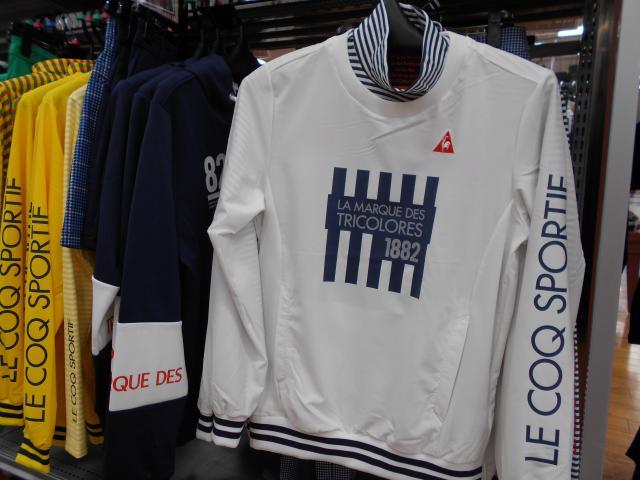 LE COQ SPORTIF
LE COQ SPORTIF
LE COQ SPORTIF
QUE DES
82
LA MARQUE DES
TRICOLORES
1882
LE COQ SPORTIF